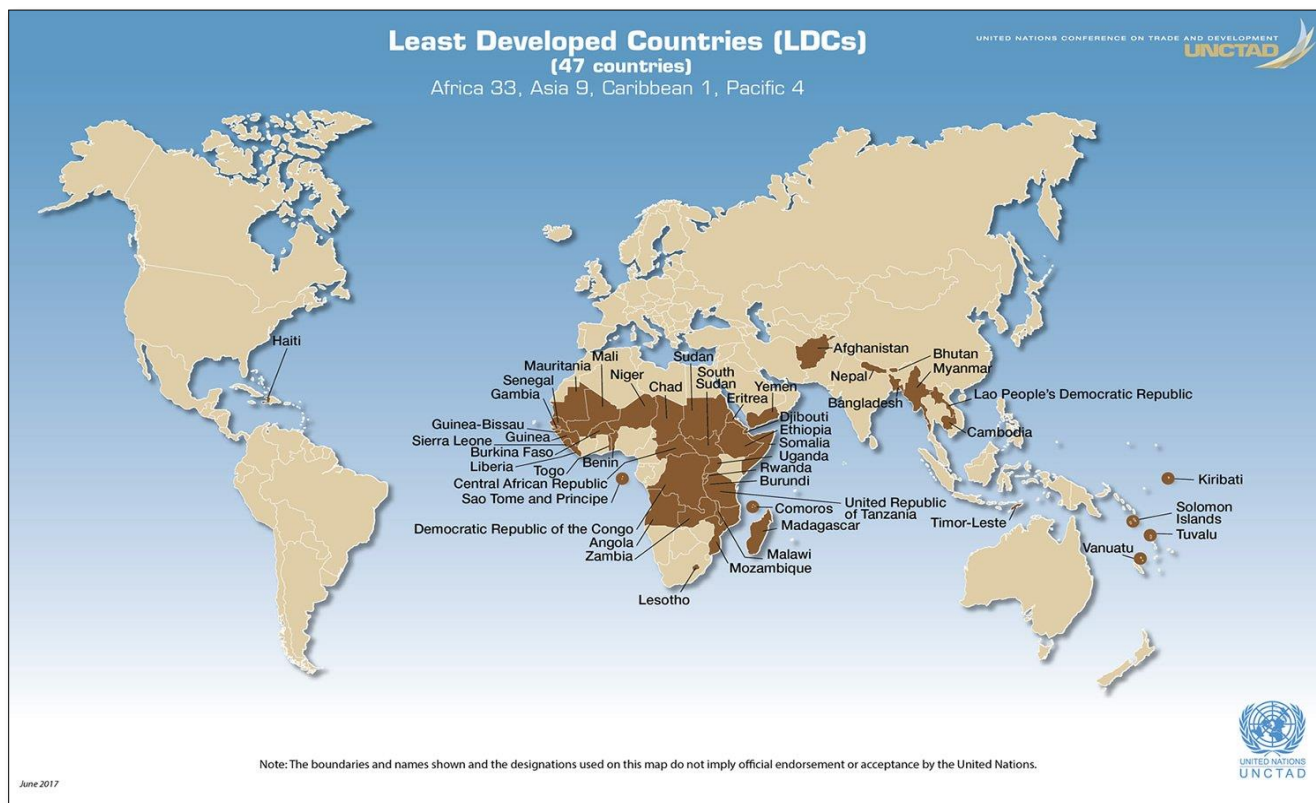 Least Developed Countries (LDCs)
(47 countries)
Africa 33, Asia 9, Caribbean 1, Pacific 4
UNITED NATIONS CONFERENCE ON TRADE AND DEVELOPMENT
UNCTAD
Haiti
Mali
Mauritania
Senegal
Gambia
Niger
Chad
Sudan
South
Sudan
Eritrea
Yemen
Afghanistan
Bhutan
Nepal
Myanmar
Bangladesh
Lao People's Democratic Republic
Cambodia
Guinea-Bissau
Guinea
Sierra Leone
Burkina Faso
Liberia
Togo
Benin
Central African Republic
Sao Tome and Principe
Djibouti
Ethiopia
Somalia
Uganda
Rwanda
Burundi
United Republic
of Tanzania
Comoros
Madagascar
Democratic Republic of the Congo
Angola
Zambia
Malawi
Mozambique
Lesotho
Timor-Leste
Kiribati
Solomon
Islands
Tuvalu
Vanuatu
Note: The boundaries and names shown and the designations used on this map do not imply official endorsement or acceptance by the United Nations.
June 2017
UNITED NATIONS
UNCTAD